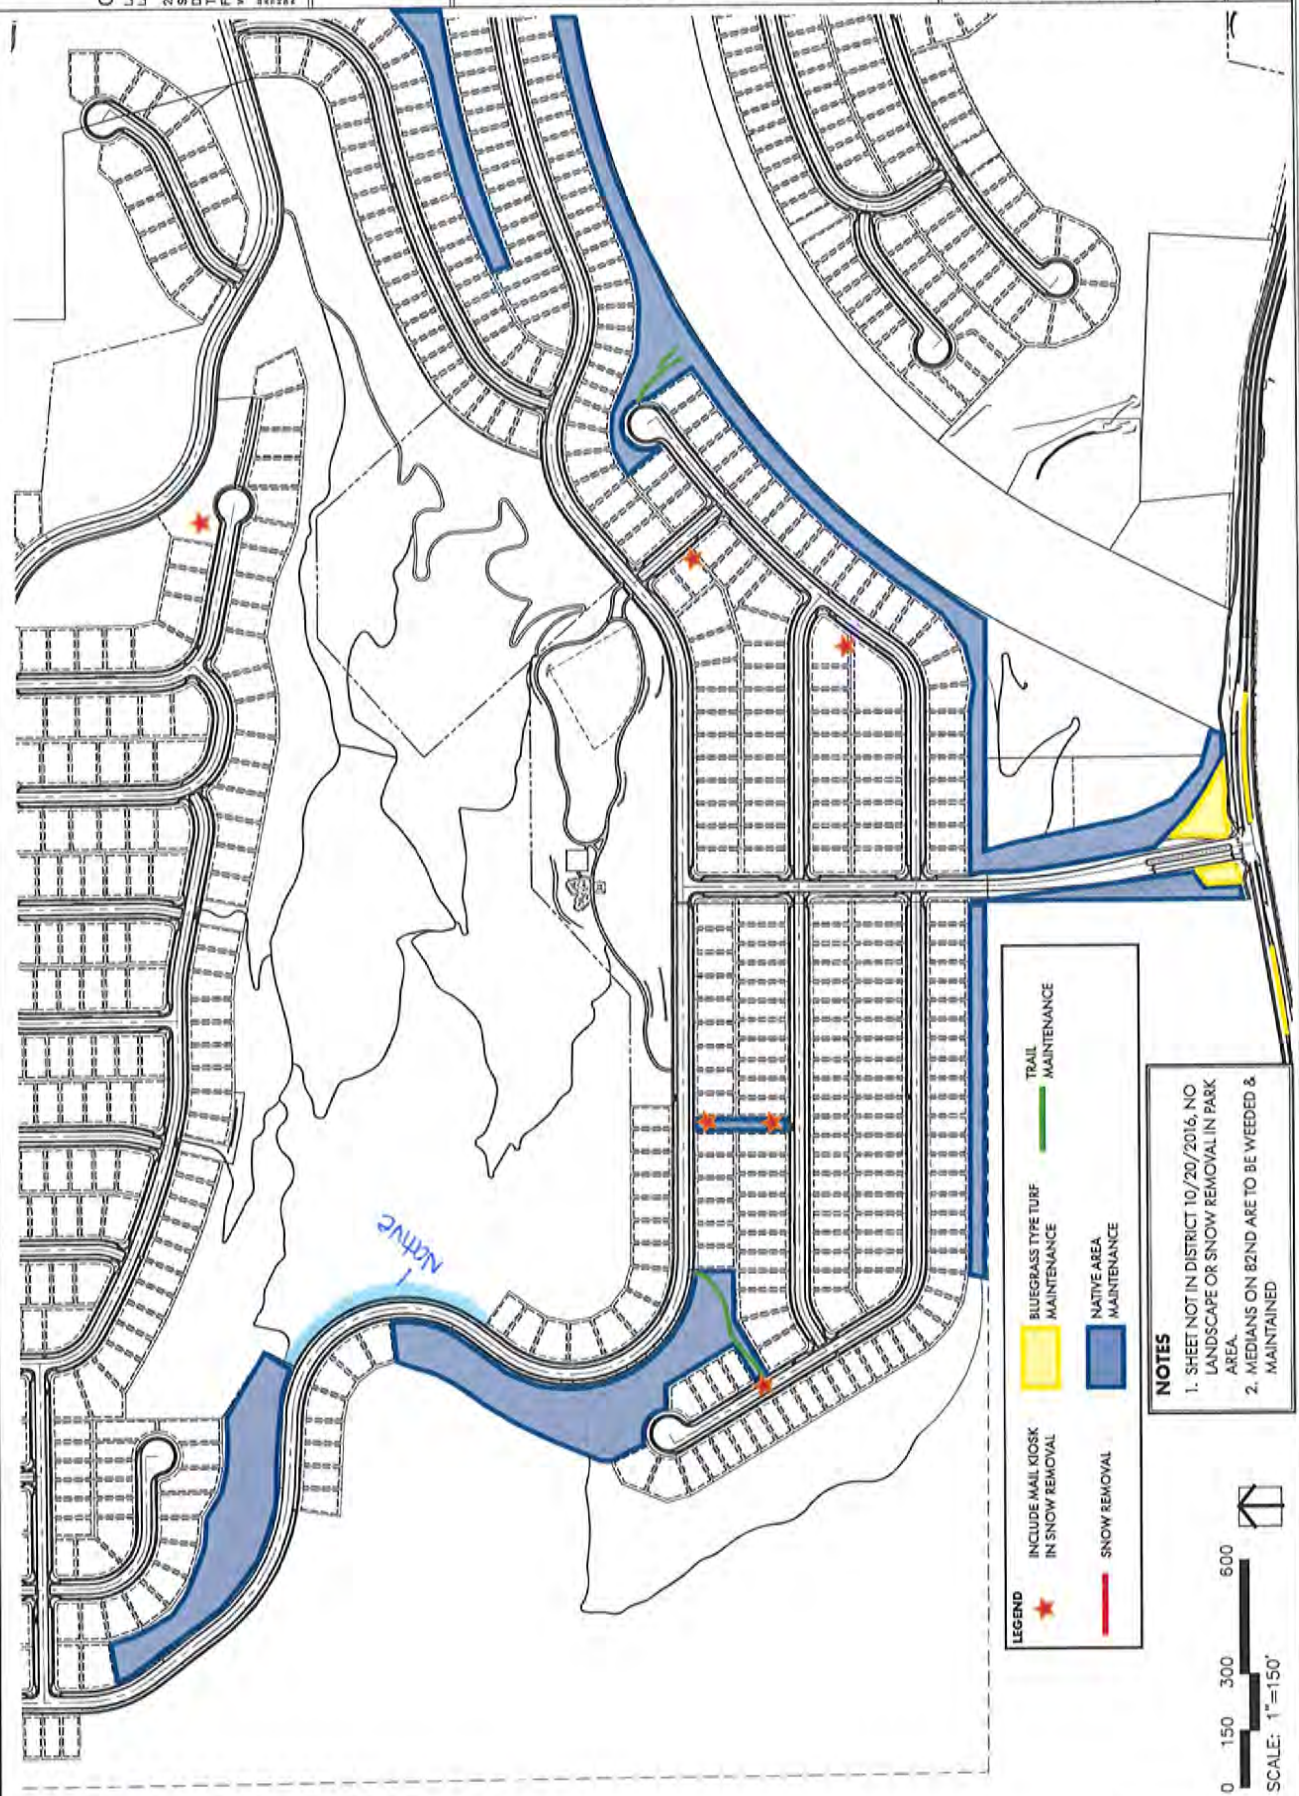 Native
LEGEND
INCLUDE MAIL KIOSK
IN SNOW REMOVAL
SNOW REMOVAL
BLUEGRASS TYPE TURF
MAINTENANCE
NATIVE AREA
MAINTENANCE
TRAIL
MAINTENANCE
NOTES
1. SHEET NOT IN DISTRICT 10/20/2016, NO
LANDSCAPE OR SNOW REMOVAL IN PARK
AREA.
2. MEDIANS ON 82ND ARE TO BE WEEDED &
MAINTAINED
0 150 300 600
SCALE: 1"=150'